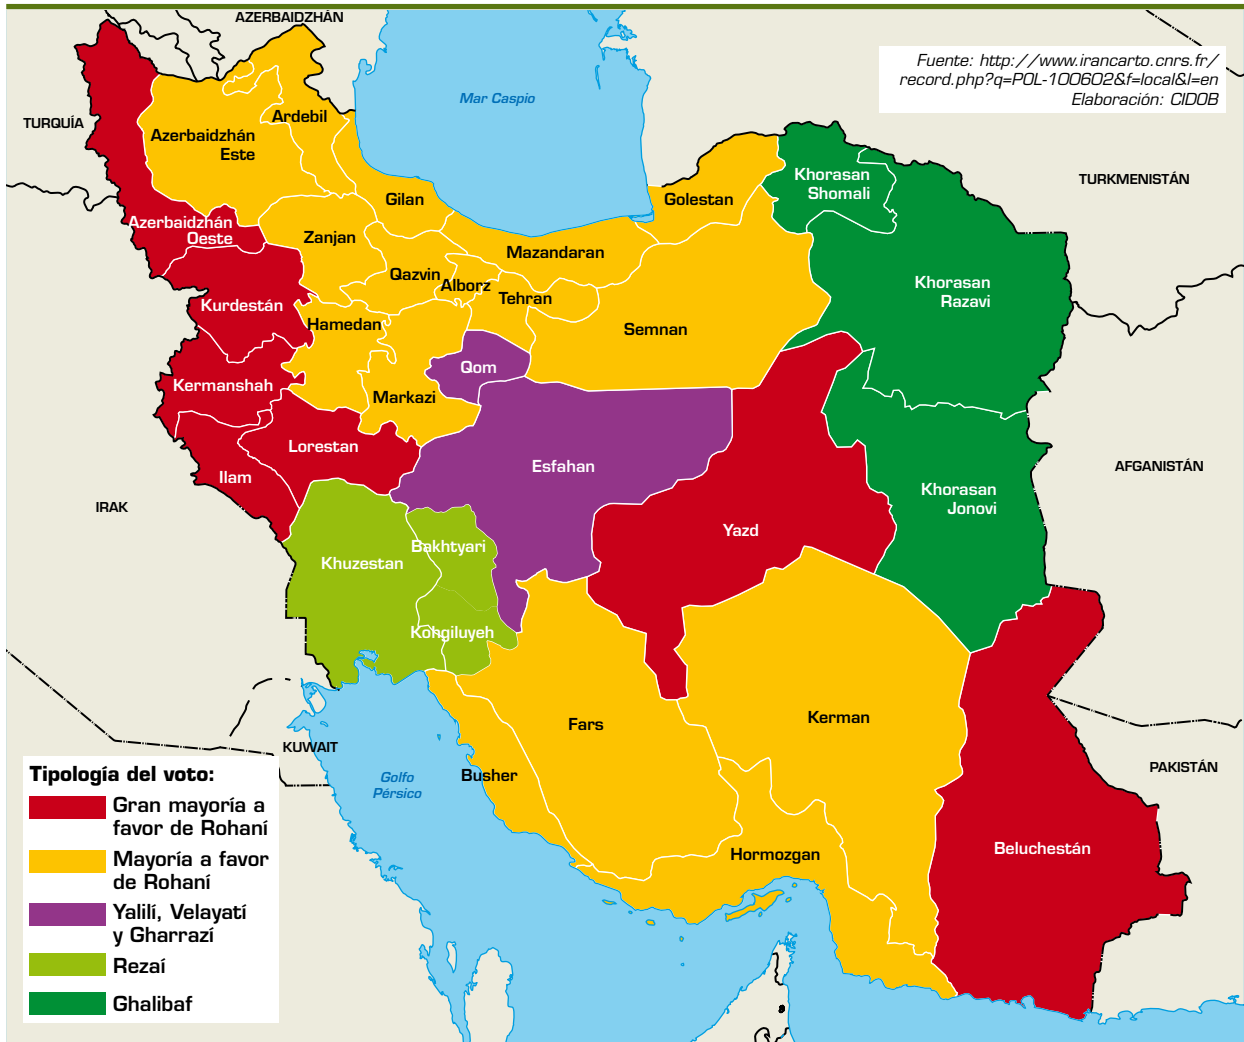 AZERBAIDZHÁN
Fuente: http://www.irancarto.cnrs.fr/
record.php?q=POL-100602&f=local&l=en
Elaboración: CIDOB
Mar Caspio
TURQUÍA
Ardebil
Azerbaidzhán
Este
Khorasan
Shomali
TURKMENISTÁN
Gilan
Golestan
Azerbaidzhán
Oeste
Zanjan
Mazandaran
Qazvin
Alborz
Tehran
Khorasan
Razavi
Kurdestán
Hamedan
Semnan
Qom
Kermanshah
Markazi
Lorestan
Esfahan
AFGANISTÁN
Ilam
Khorasan
Jonovi
IRAK
Yazd
Bakhtyari
Khuzestan
Kohgiluyeh
Fars
Kerman
KUWAIT
Golfo
Pérsico
Busher
PAKISTÁN
Hormozgan
Beluchestán
Tipología del voto:
Gran mayoría a
favor de Rohaní
Mayoría a favor
de Rohaní
Yalilí, Velayatí
y Gharrazí
Rezaí
Ghalibaf